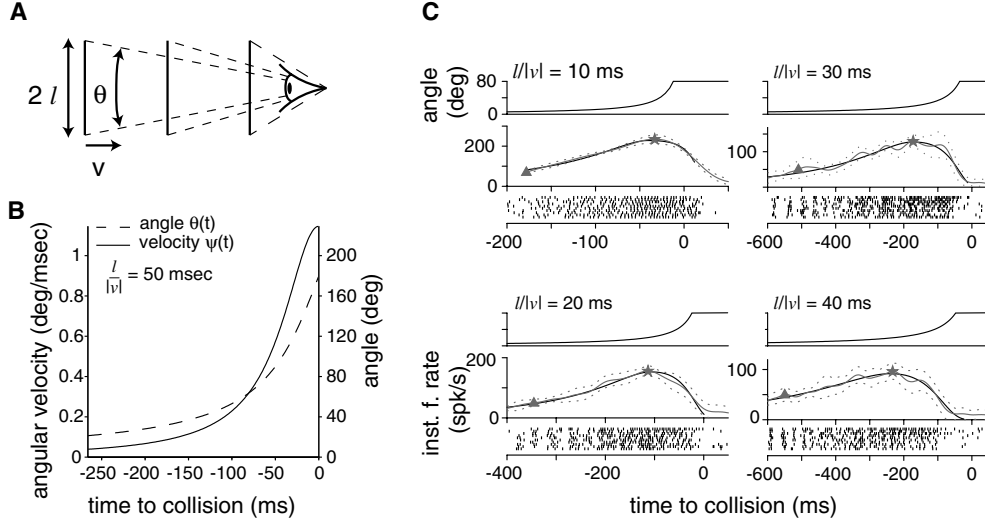 A
2 l
θ
v
B
angle θ(t)
velocity ψ(t)
l/|v| = 50 msec
angular velocity (deg/msec)
1
0.8
0.6
0.4
0.2
0
angle (deg)
200
160
120
80
40
0
-250 -200 -150 -100 -50 0
time to collision (ms)
C
l/|v| = 10 ms
angle
(deg)
80
0
200
0
-200 -100 0
l/|v| = 30 ms
100
0
-600 -400 -200 0
l/|v| = 20 ms
inst. f. rate
(spk/s)
200
100
0
-400 -300 -200 -100 0
l/|v| = 40 ms
100
0
-600 -400 -200 0
time to collision (ms)